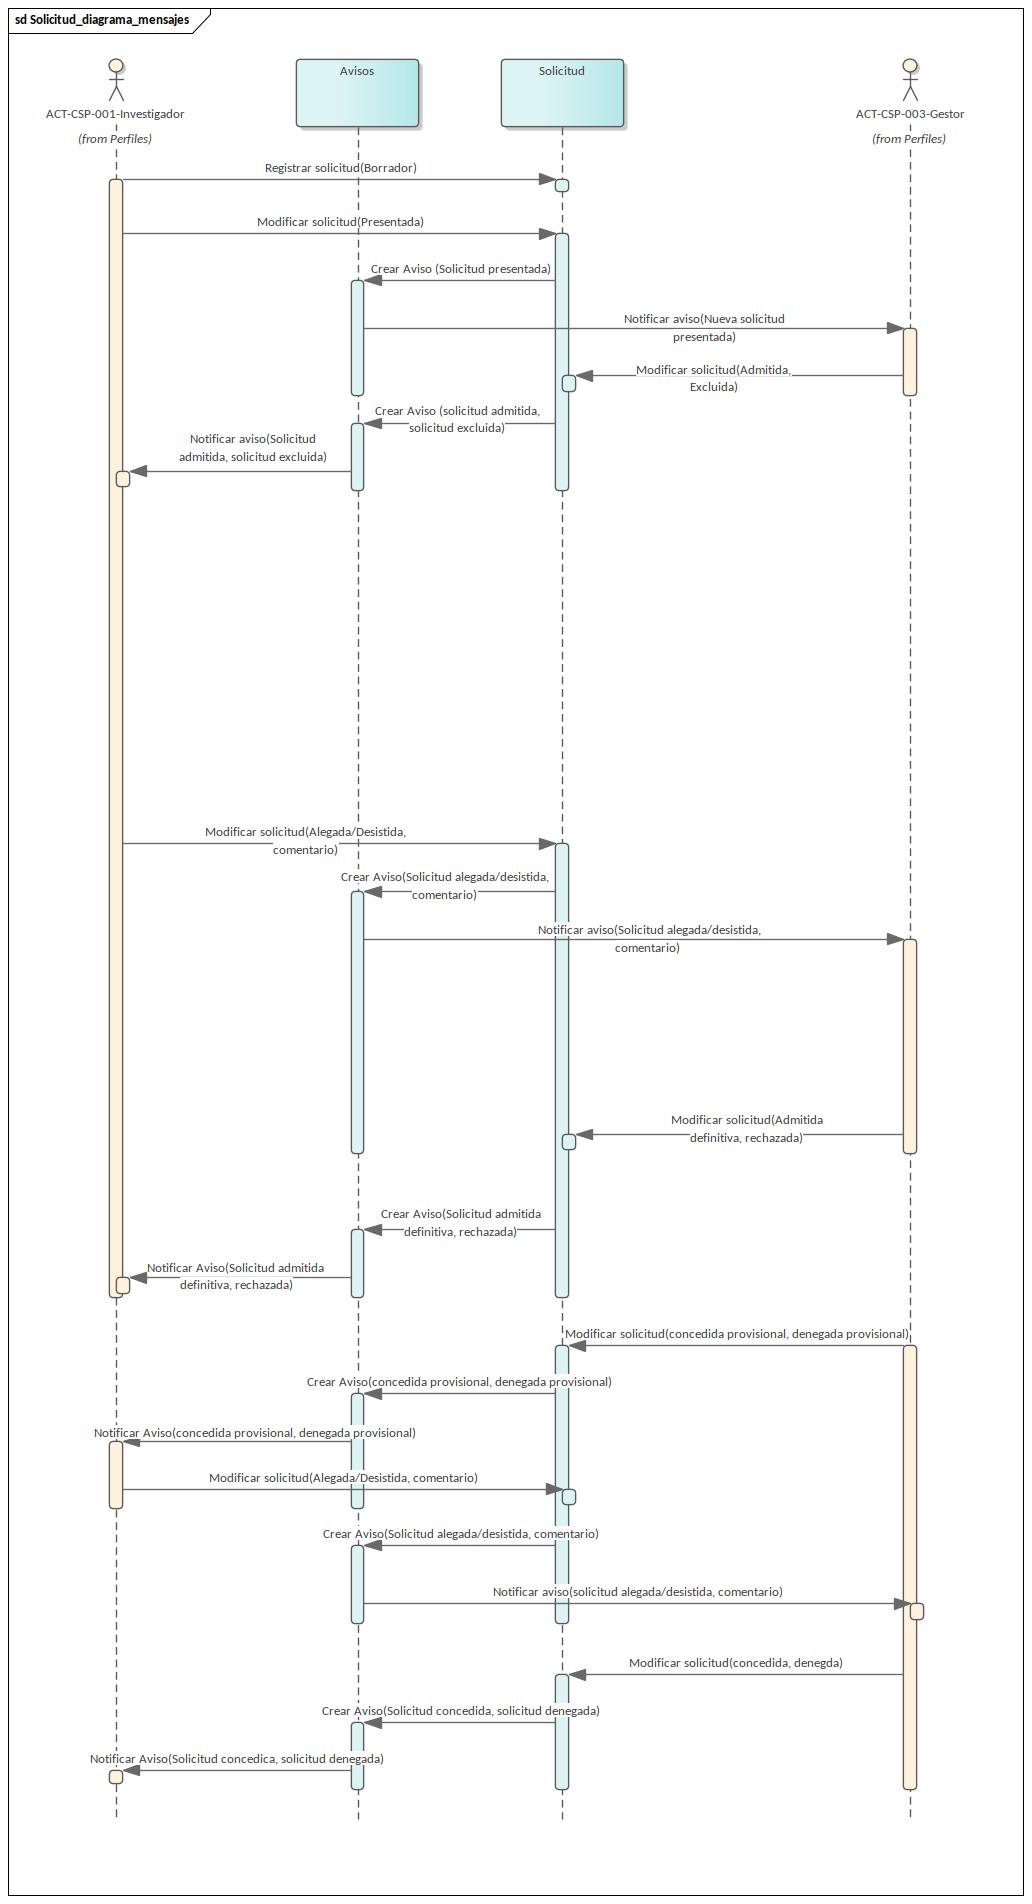 sd Solicitud_diagrama_mensajes
Avisos
Solicitud
ACT-CSP-001-Investigador
(from Perfiles)
ACT-CSP-003-Gestor
(from Perfiles)
Registrar solicitud(Borrador)
Modificar solicitud(Presentada)
Crear Aviso (Solicitud presentada)
Notificar aviso(Nueva solicitud
presentada)
Modificar solicitud(Admitida,
Excluida)
Crear Aviso (solicitud admitida,
solicitud excluida)
Notificar aviso(Solicitud
admitida, solicitud excluida)
Modificar solicitud(Alegada/Desistida,
comentario)
Crear Aviso(Solicitud alegada/desistida,
comentario)
Notificar aviso(Solicitud alegada/desistida,
comentario)
Modificar solicitud(Admitida
definitiva, rechazada)
Crear Aviso(Solicitud admitida
definitiva, rechazada)
Notificar Aviso(Solicitud admitida
definitiva, rechazada)
Modificar solicitud(concedida provisional, denegada provisional)
Crear Aviso(concedida provisional, denegada provisional)
Notificar Aviso(concedida provisional, denegada provisional)
Modificar solicitud(Alegada/Desistida, comentario)
Crear Aviso(Solicitud alegada/desistida, comentario)
Notificar aviso(solicitud alegada/desistida, comentario)
Modificar solicitud(concedida, denegda)
Crear Aviso(Solicitud concedida, solicitud denegada)
Notificar Aviso(Solicitud concedica, solicitud denegada)